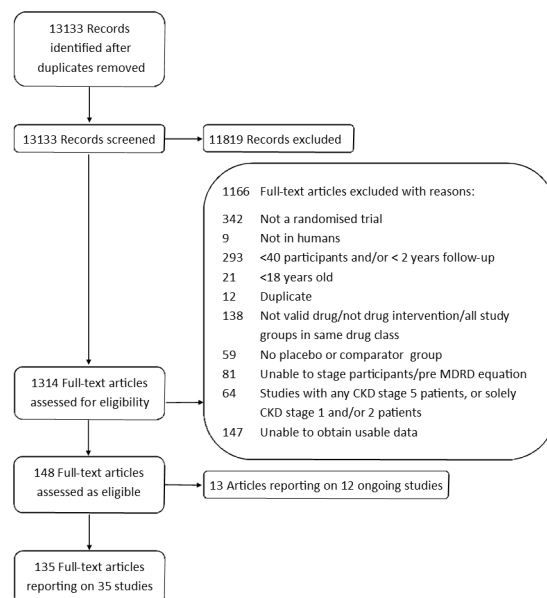 13133 Records
identified after
duplicates removed
13133 Records screened
11819 Records excluded
1166 Full-text articles excluded with reasons:
342 Not a randomised trial
9 Not in humans
293 <40 participants and/or < 2 years follow-up
21 <18 years old
12 Duplicate
138 Not valid drug/not drug intervention/all study
groups in same drug class
59 No placebo or comparator group
81 Unable to stage participants/pre MDRD equation
64 Studies with any CKD stage 5 patients, or solely
CKD stage 1 and/or 2 patients
147 Unable to obtain usable data
1314 Full-text articles
assessed for eligibility
148 Full-text articles
assessed as eligible
13 Articles reporting on 12 ongoing studies
135 Full-text articles
reporting on 35 studies